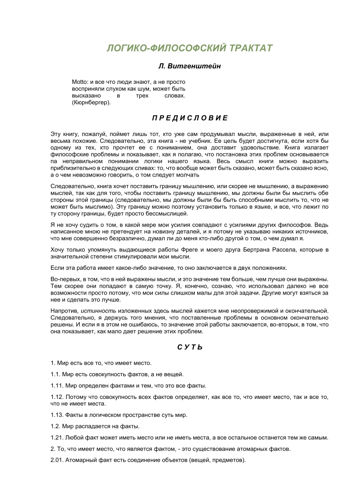 ЛОГИКО-ФИЛОСОФСКИЙ ТРАКТАТ
Л. Витгенштейн
Motto: и все что люди знают, а не просто
восприняли слухом как шум, может быть
высказано в трех словах.
(Кюрнбергер).
П Р Е Д И С Л О В И Е
Эту книгу, пожалуй, поймет лишь тот, кто уже сам продумывал мысли, выраженные в ней, или
весьма похожие. Следовательно, эта книга - не учебник. Ее цель будет достигнута, если хотя бы
одному из тех, кто прочтет ее с пониманием, она доставит удовольствие. Книга излагает
философские проблемы и показывает, как я полагаю, что постановка этих проблем основывается
на неправильном понимании логики нашего языка. Весь смысл книги можно выразить
приблизительно в следующих словах: то, что вообще может быть сказано, может быть сказано ясно,
а о чем невозможно говорить, о том следует молчать
Следовательно, книга хочет поставить границу мышлению, или скорее не мышлению, а выражению
мыслей, так как для того, чтобы поставить границу мышлению, мы должны были бы мыслить обе
стороны этой границы (следовательно, мы должны были бы быть способными мыслить то, что не
может быть мыслимо). Эту границу можно поэтому установить только в языке, и все, что лежит по
ту сторону границы, будет просто бессмыслицей.
Я не хочу судить о том, в какой мере мои усилия совпадают с усилиями других философов. Ведь
написанное мною не претендует на новизну деталей, и я потому не указываю никаких источников,
что мне совершенно безразлично, думал ли до меня кто-либо другой о том, о чем думал я.
Хочу только упомянуть выдающиеся работы Фреге и моего друга Бертрана Рассела, которые в
значительной степени стимулировали мои мысли.
Если эта работа имеет какое-либо значение, то оно заключается в двух положениях.
Во-первых, в том, что в ней выражены мысли, и это значение тем больше, чем лучше они выражены.
Тем скорее они попадают в самую точку. Я, конечно, сознаю, что использовал далеко не все
возможности просто потому, что мои силы слишком малы для этой задачи. Другие могут взяться за
нее и сделать это лучше.
Напротив, истинность изложенных здесь мыслей кажется мне неопровержимой и окончательной.
Следовательно, я держусь того мнения, что поставленные проблемы в основном окончательно
решены. И если я в этом не ошибаюсь, то значение этой работы заключается, во-вторых, в том, что
она показывает, как мало дает решение этих проблем.
С У Т Ь
1. Мир есть все то, что имеет место.
1.1. Мир есть совокупность фактов, а не вещей.
1.11. Мир определен фактами и тем, что это все факты.
1.12. Потому что совокупность всех фактов определяет, как все то, что имеет место, так и все то,
что не имеет места.
1.13. Факты в логическом пространстве суть мир.
1.2. Мир распадается на факты.
1.21. Любой факт может иметь место или не иметь места, а все остальное останется тем же самым.
2. То, что имеет место, что является фактом, - это существование атомарных фактов.
2.01. Атомарный факт есть соединение объектов (вещей, предметов).